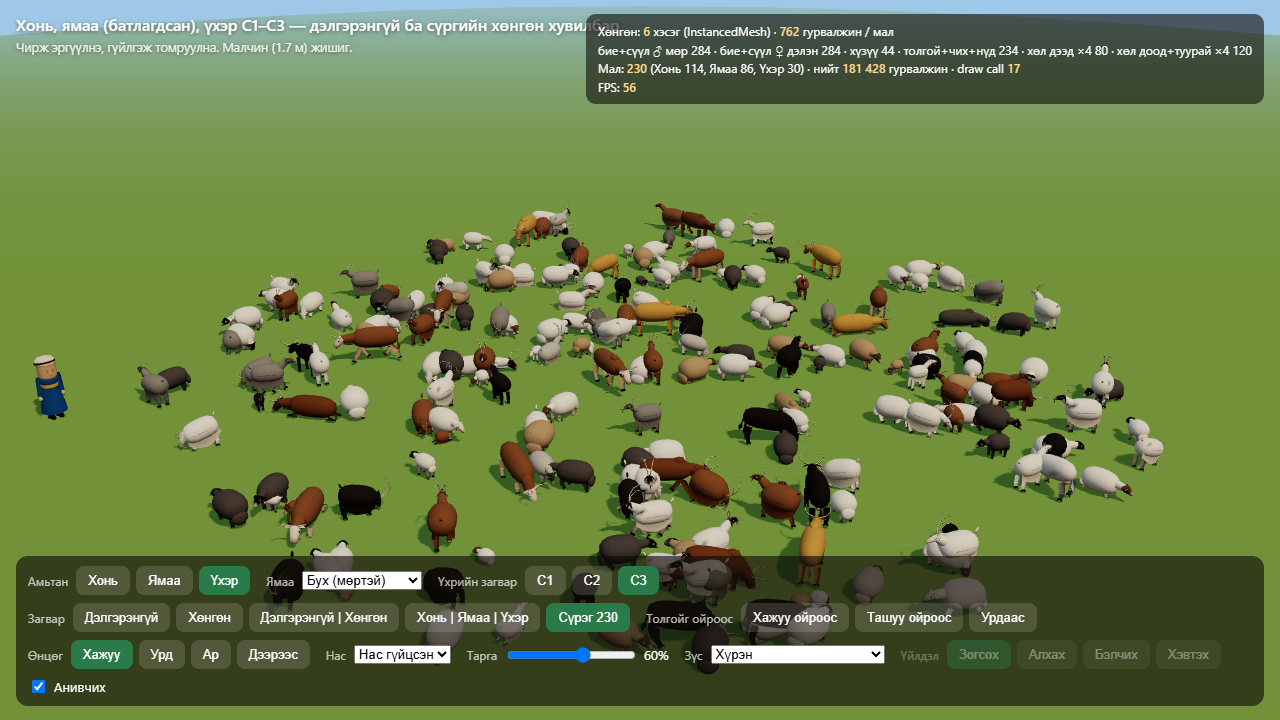 Хонь, ямаа (батлагдсан), үхэр C1–C3 — дэлгэрэнгүй ба сүргийн хөнгөн хувилбар
Чирж эргүүлнэ, гүйлгэж томруулна. Малчин (1.7 м) жишиг.
Хөнгөн: 6 хэсэг (InstancedMesh) · 762 гурвалжин / мал
бие+сүүл ♂ мөр 284 · бие+сүүл ♀ дэлэн 284 · хүзүү 44 · толгой+чих+нүд 234 · хөл дээд ×4 80 · хөл доод+туурай ×4 120
Мал: 230 (Хонь 114, Ямаа 86, Үхэр 30) · нийт 181 428 гурвалжин · draw call 17
FPS: 56
Амьтан Хонь Ямаа Үхэр Ямаа Бух (мөртэй) Үхрийн загвар C1 C2 C3
Загвар Дэлгэрэнгүй Хөнгөн Дэлгэрэнгүй | Хөнгөн Хонь | Ямаа | Үхэр Сүрэг 230 Толгойг ойроос Хажуу ойроос Ташуу ойроос Урдаас
Өнцөг Хажуу Урд Ар Дээрээс Нас Нас гүйцсэн Тарга 60% Зүс Хүрэн Үйлдэл Зогсох Алхах Бэлчих Хэвтэх
Анивчих